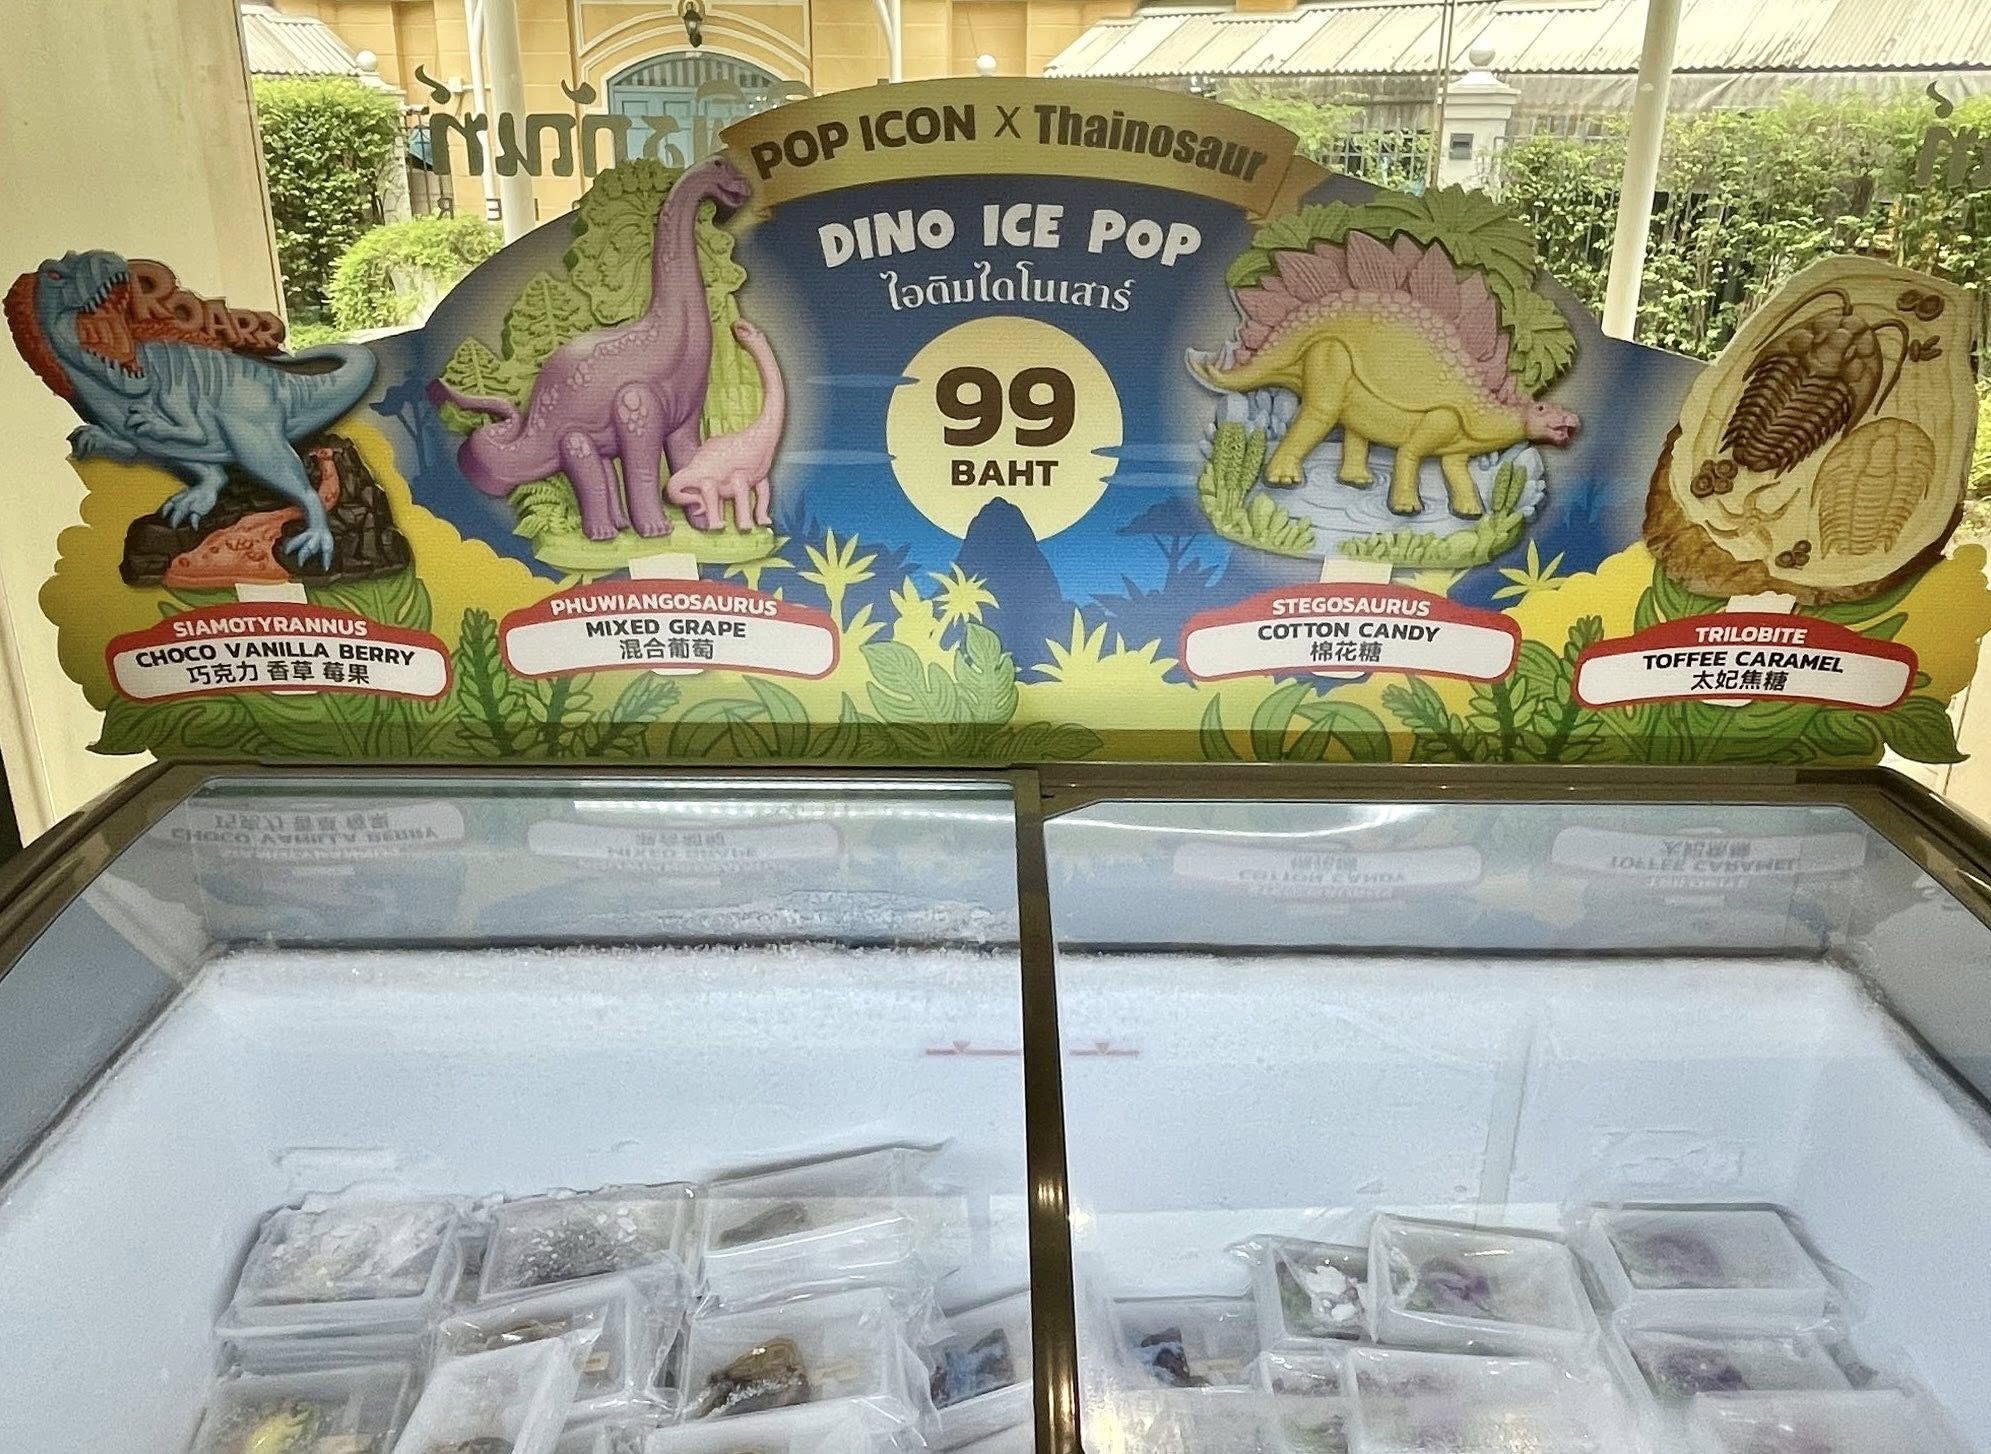 POP ICON X Thainosaur
DINO ICE POP
ไอติมไดโนเสาร์
99
BAHT
ROARR
SIAMOTYRANNUS
CHOCO VANILLA BERRY
巧克力 香草 莓果
PHUWIANGOSAURUS
MIXED GRAPE
混合葡萄
STEGOSAURUS
COTTON CANDY
棉花糖
TRILOBITE
TOFFEE CARAMEL
太妃焦糖